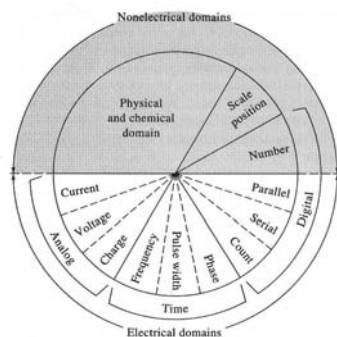 Nonelectrical domains
Physical
and chemical
domain
Scale
position
Number
Digital
Parallel
Serial
Count
Phase
Pulse width
Frequency
Charge
Voltage
Current
Analog
Time
Electrical domains